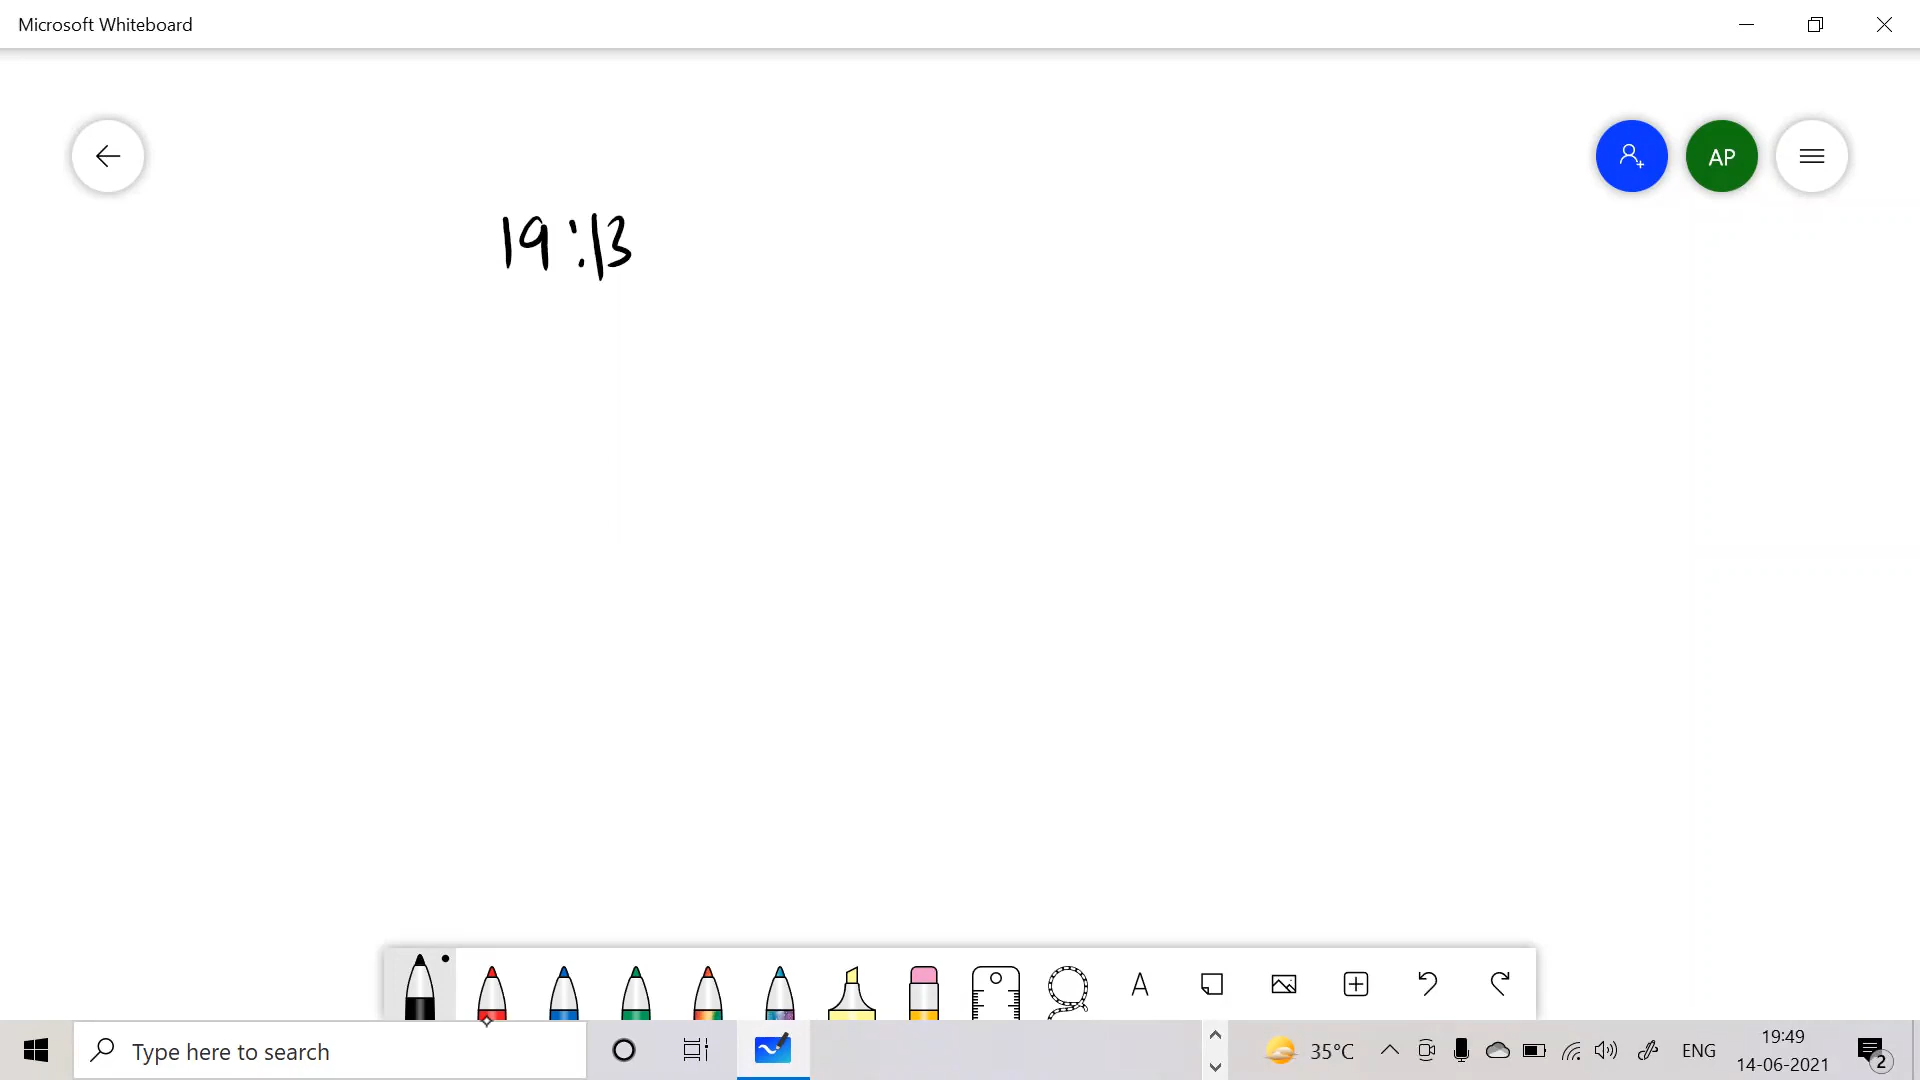 Microsoft Whiteboard
AP
19:13
A
Type here to search
35°C
ENG
19:49
14-06-2021
2